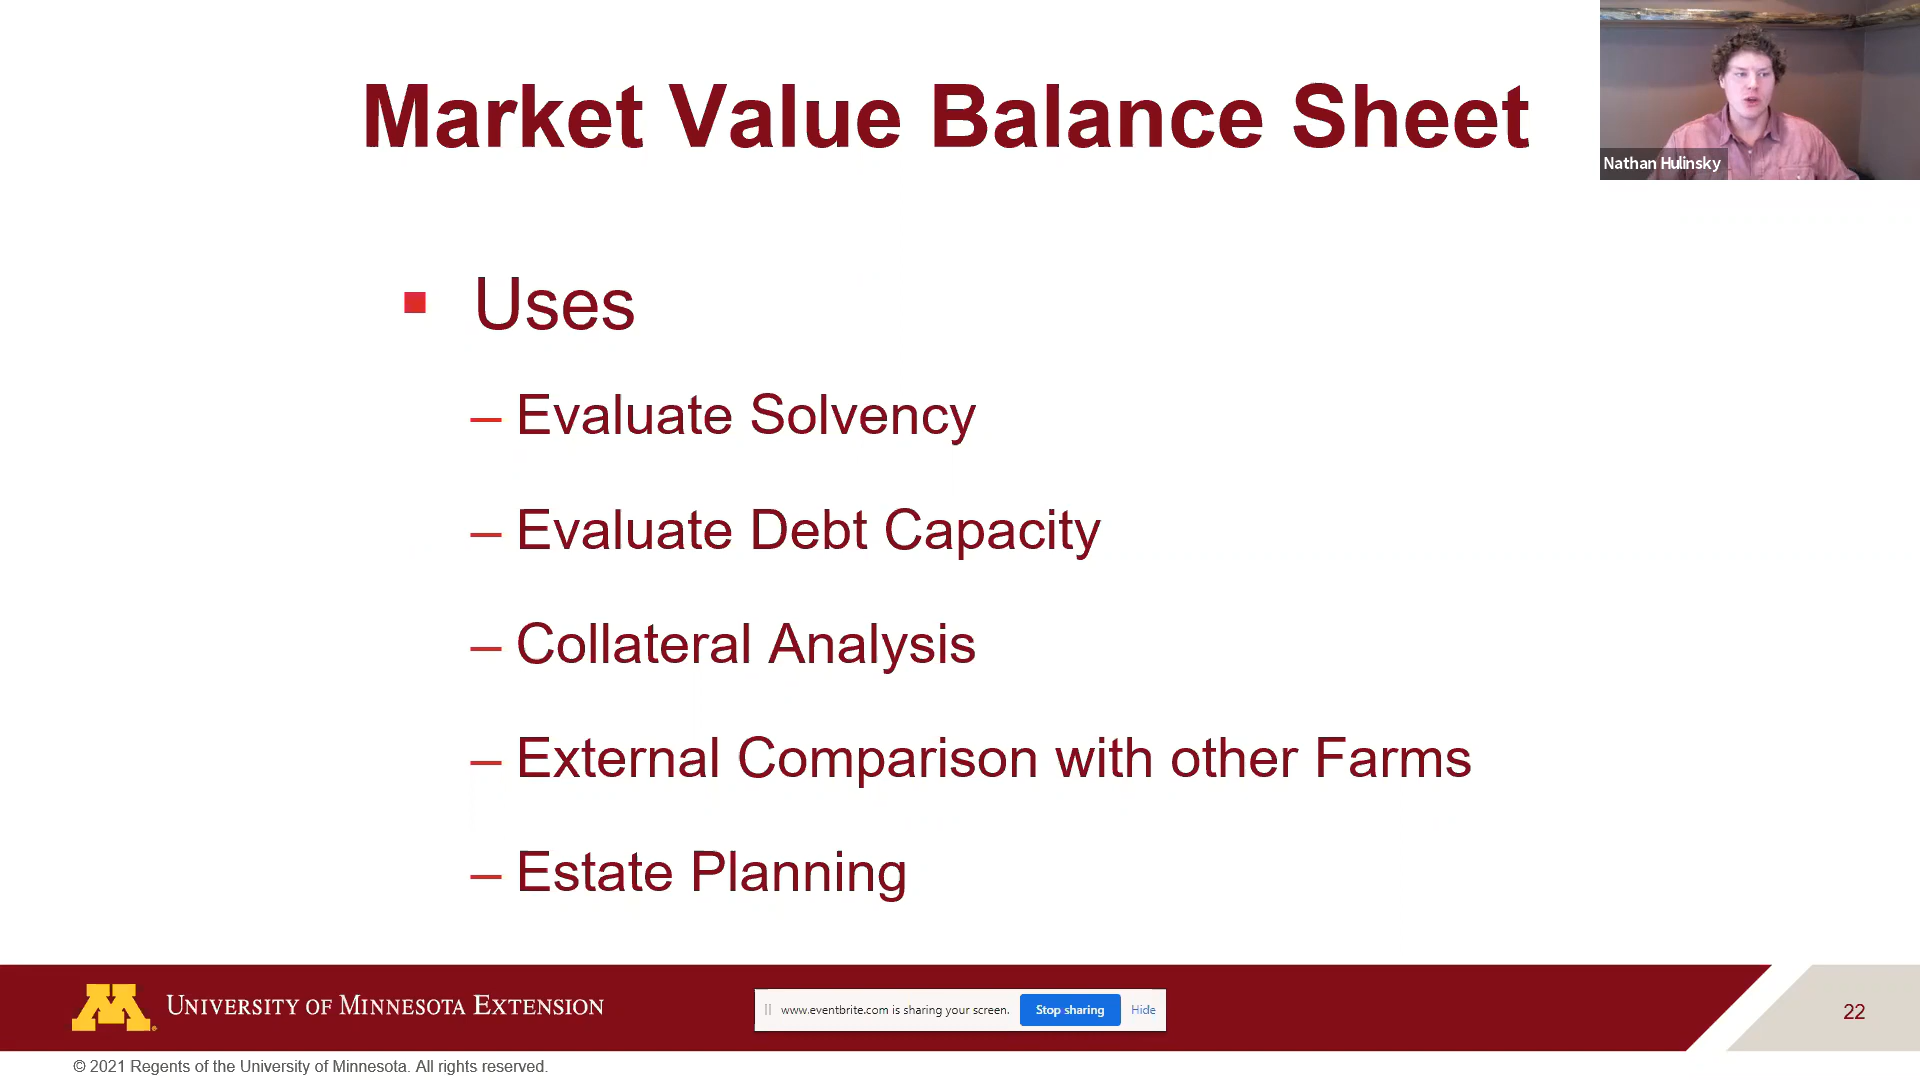 Market Value Balance Sheet
Nathan Hulinsky
Uses
– Evaluate Solvency
– Evaluate Debt Capacity
– Collateral Analysis
– External Comparison with other Farms
– Estate Planning
M
UNIVERSITY OF MINNESOTA EXTENSION
www.eventbrite.com is sharing your screen. Stop sharing Hide
22
© 2021 Regents of the University of Minnesota. All rights reserved.